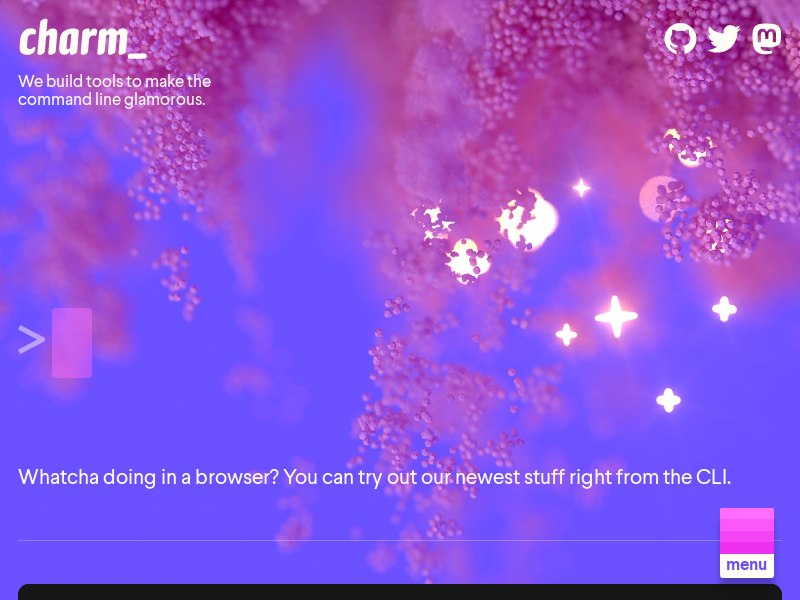 charm_
We build tools to make the
command line glamorous.
>
Whatcha doing in a browser? You can try out our newest stuff right from the CLI.
menu